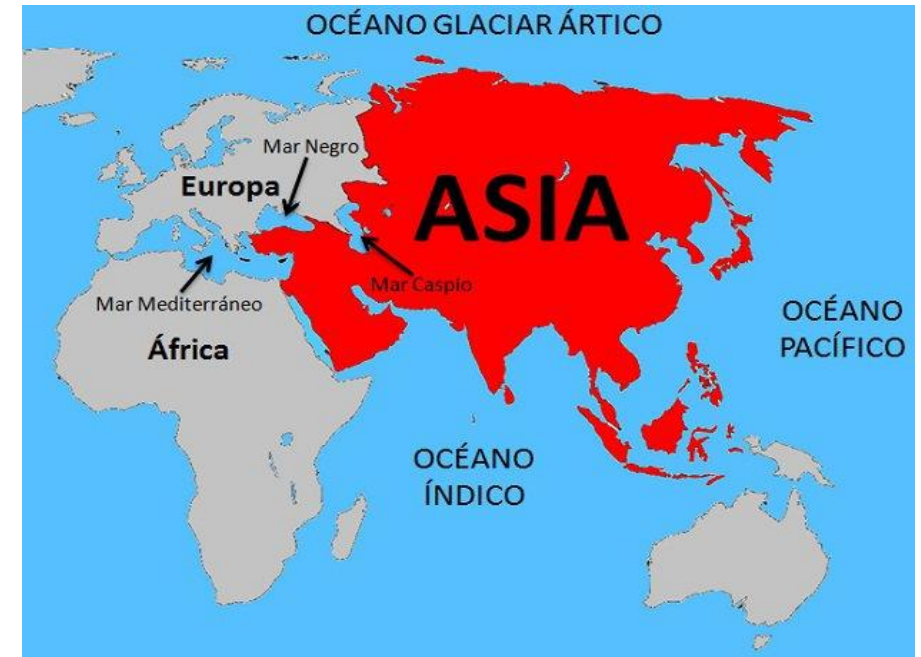 OCÉANO GLACIAR ÁRTICO
Mar Negro
Europa
ASIA
Mar Caspio
Mar Mediterráneo
África
OCÉANO
PACÍFICO
OCÉANO
ÍNDICO